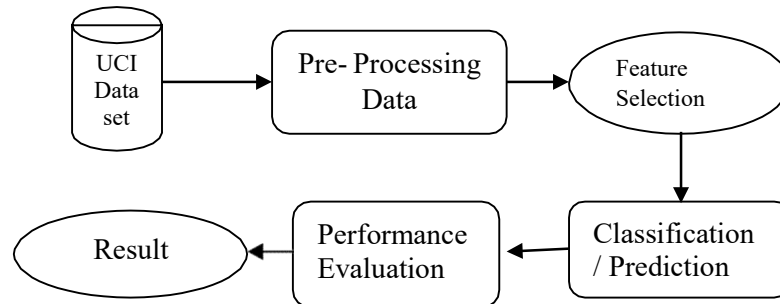 UCI
Data
set
Pre- Processing
Data
Feature
Selection
Classification
/ Prediction
Performance
Evaluation
Result